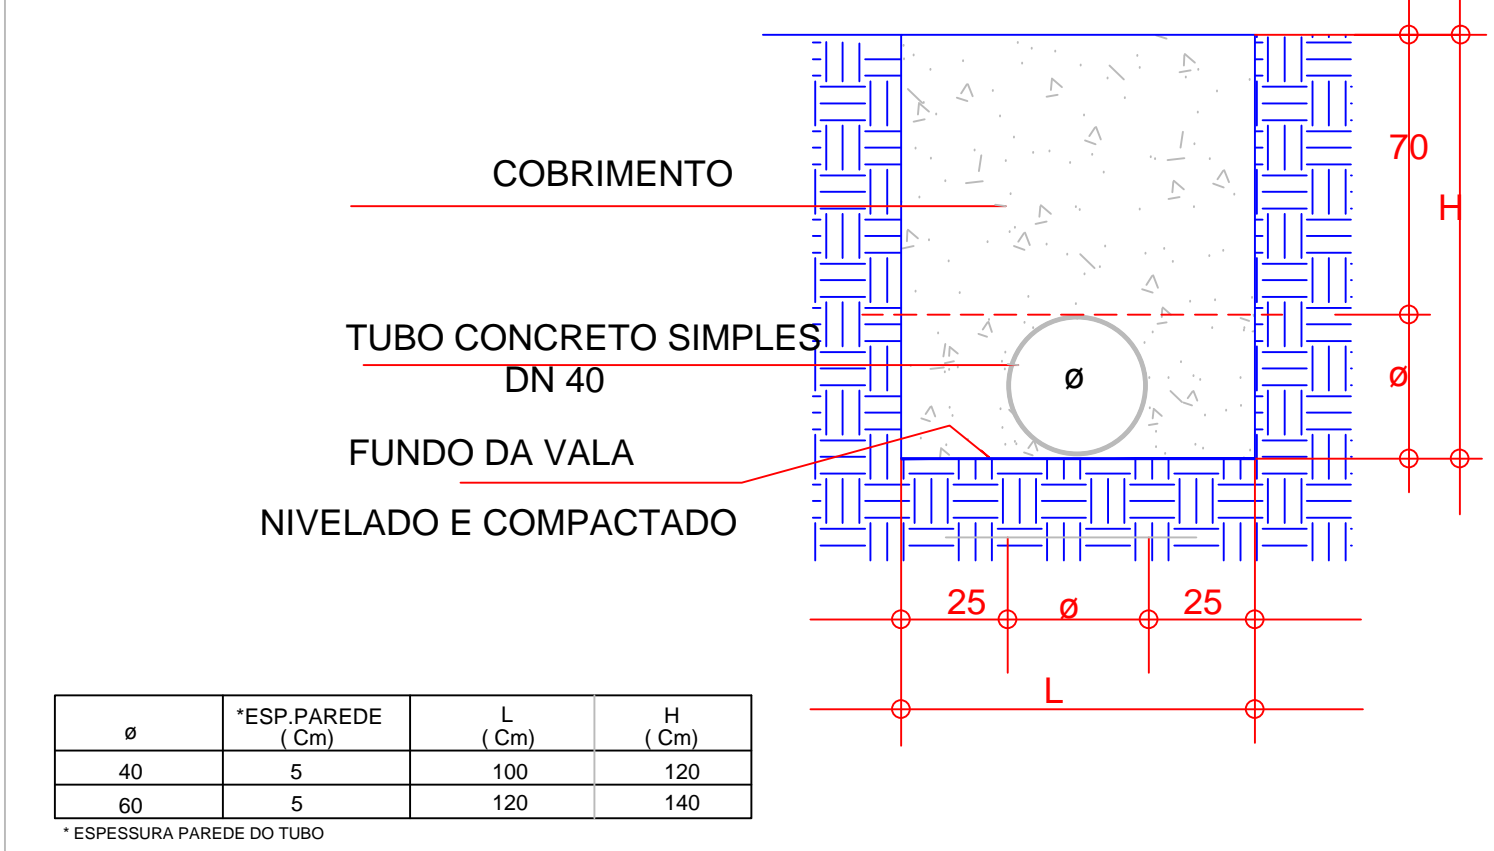 COBRIMENTO
70
H
TUBO CONCRETO SIMPLES
DN 40
ø
ø
FUNDO DA VALA
NIVELADO E COMPACTADO
25 ø 25
L
ø *ESP.PAREDE ( Cm) L ( Cm) H ( Cm)
40 5 100 120
60 5 120 140
* ESPESSURA PAREDE DO TUBO